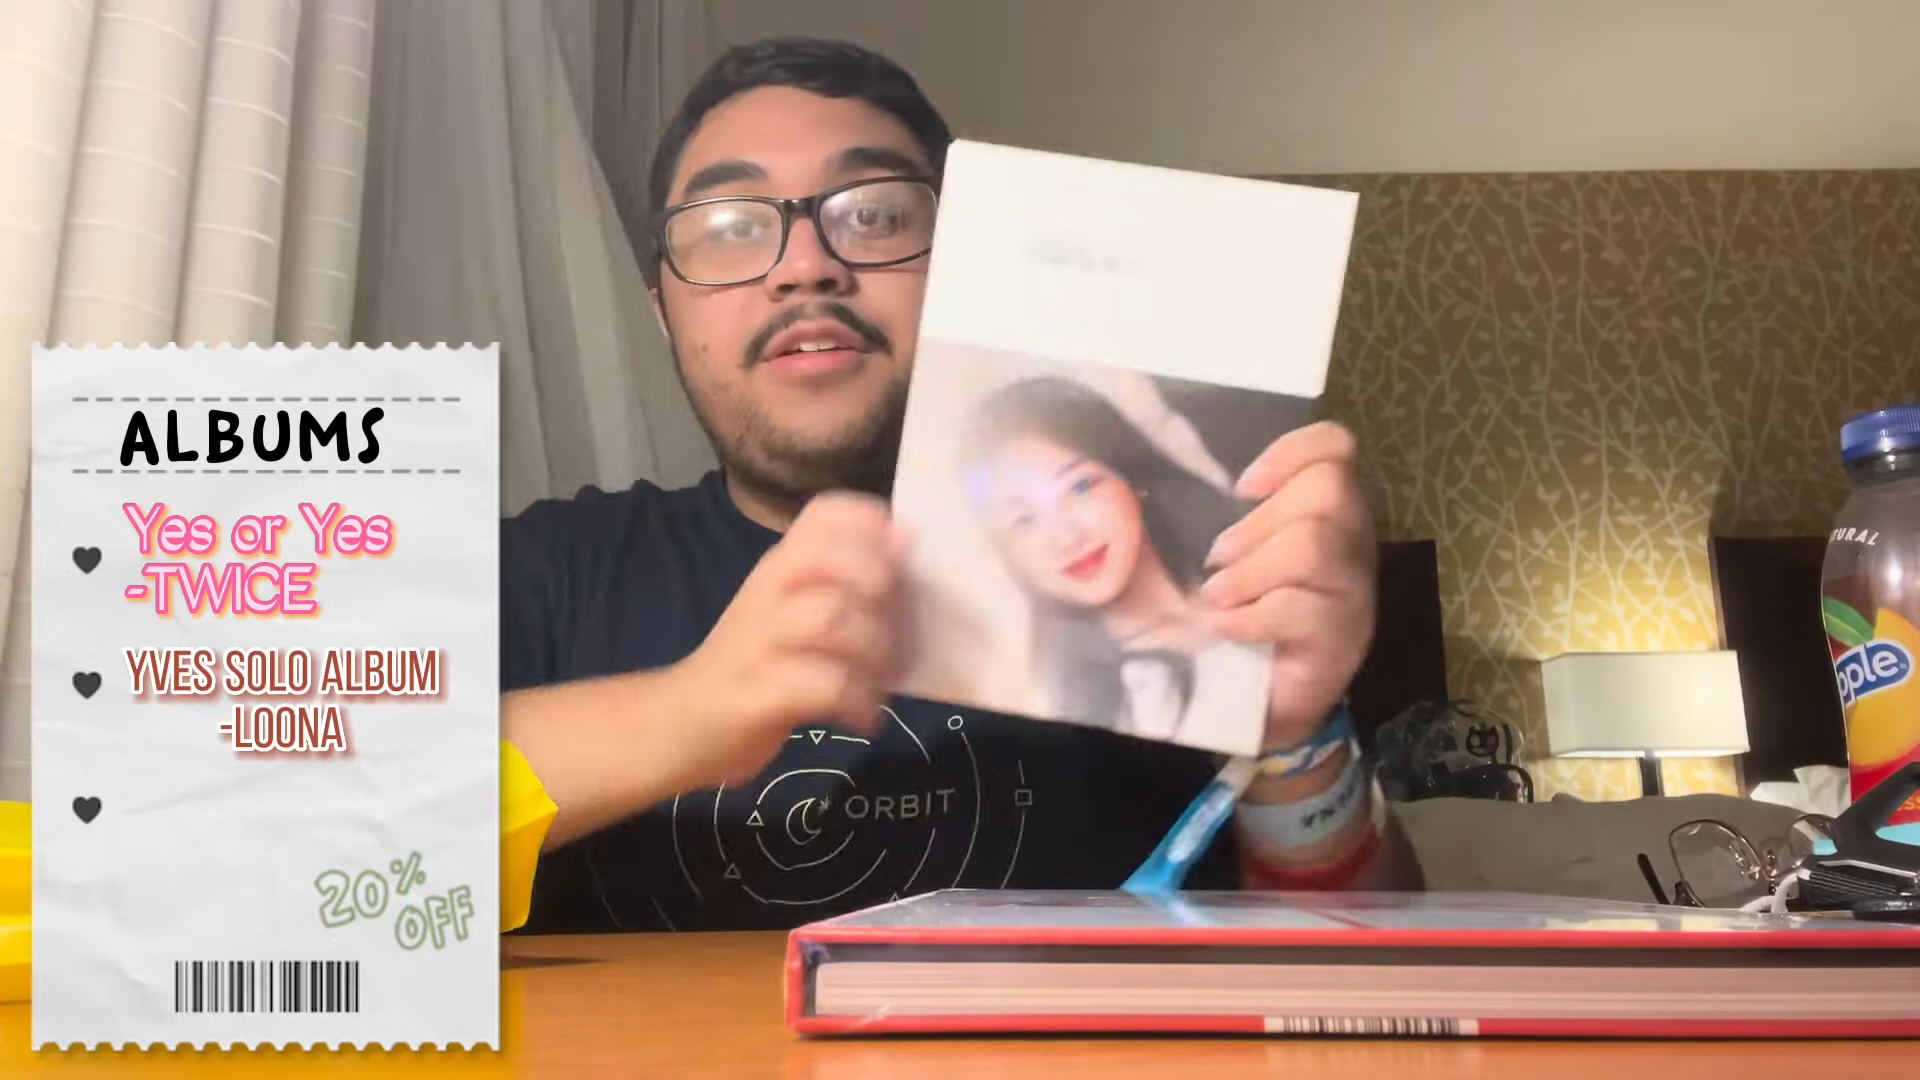 ALBUMS
Yes or Yes
-TWICE
YVES SOLO ALBUM
-LOONA
20%
OFF
ORBIT